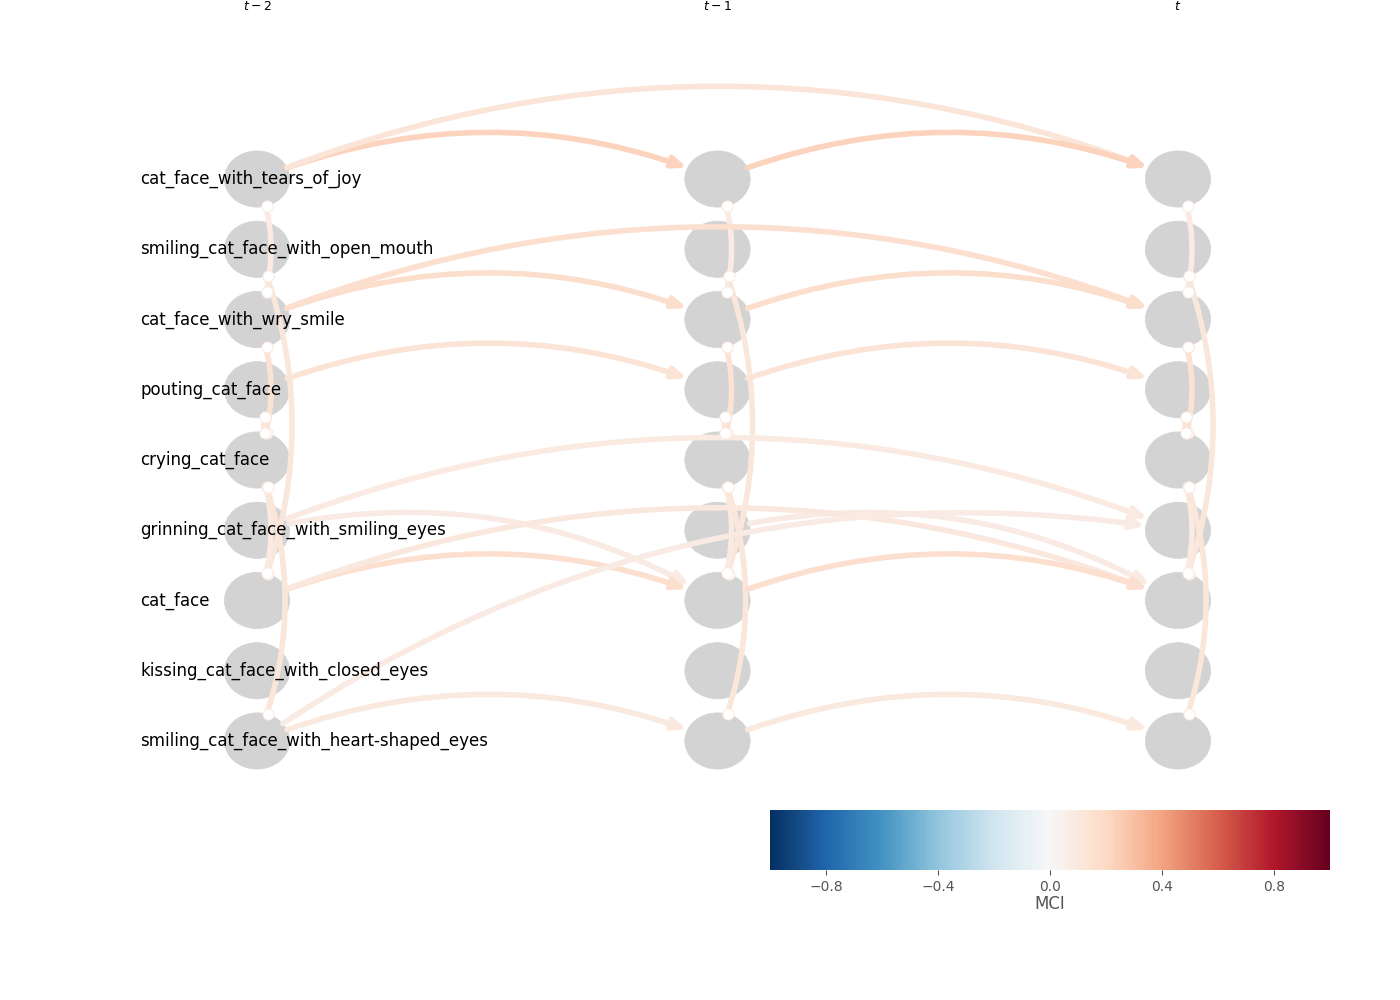 t − 2 t − 1 t
cat_face_with_tears_of_joy
smiling_cat_face_with_open_mouth
cat_face_with_wry_smile
pouting_cat_face
crying_cat_face
grinning_cat_face_with_smiling_eyes
cat_face
kissing_cat_face_with_closed_eyes
smiling_cat_face_with_heart-shaped_eyes
−0.8 −0.4 0.0 0.4 0.8
MCI